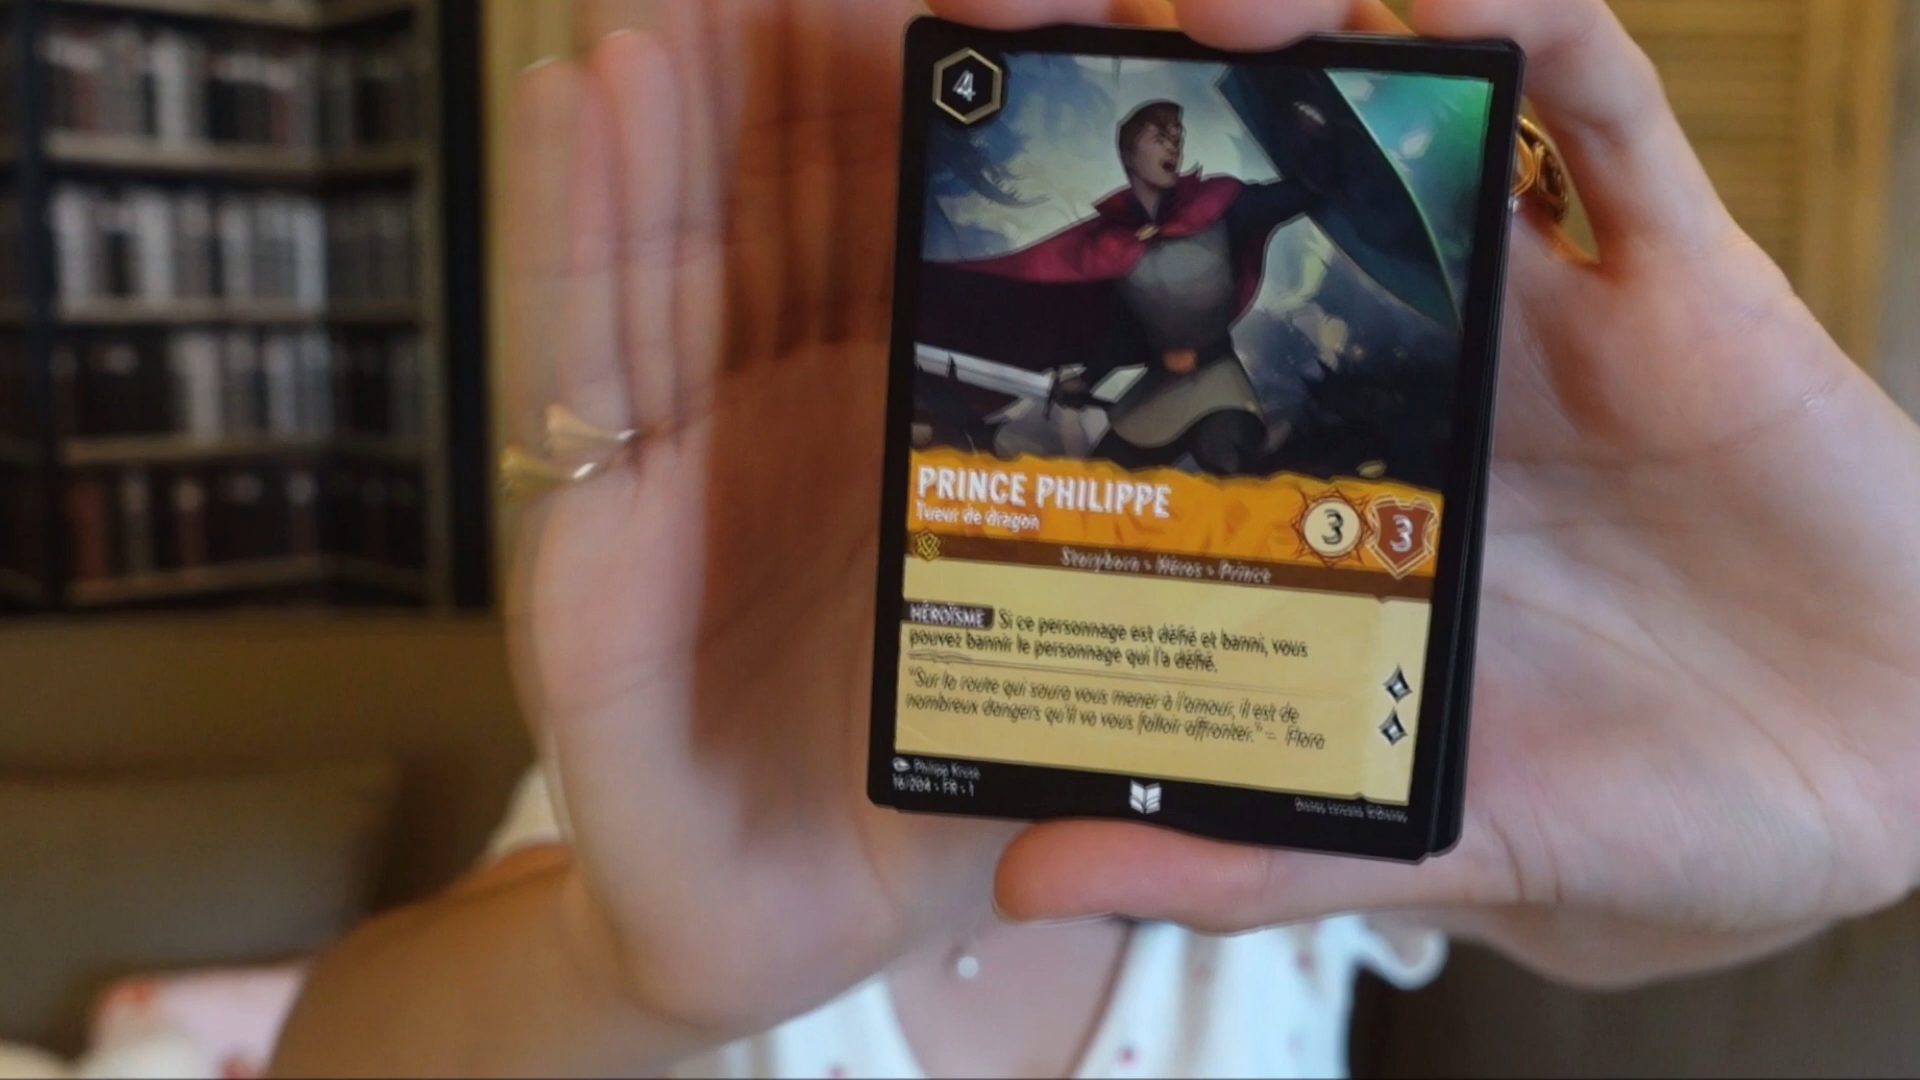 4
PRINCE PHILIPPE
Tueur de dragon
3
3
Storyborn • Héros • Prince
HÉROÏSME Si ce personnage est défié et banni, vous
pouvez bannir le personnage qui l'a défié.
"Sur la route qui saura vous mener à l'amour, il est de
nombreux dangers qu'il va vous falloir affronter." – Flora
Philipp Kruse
16/204 • FR • 1